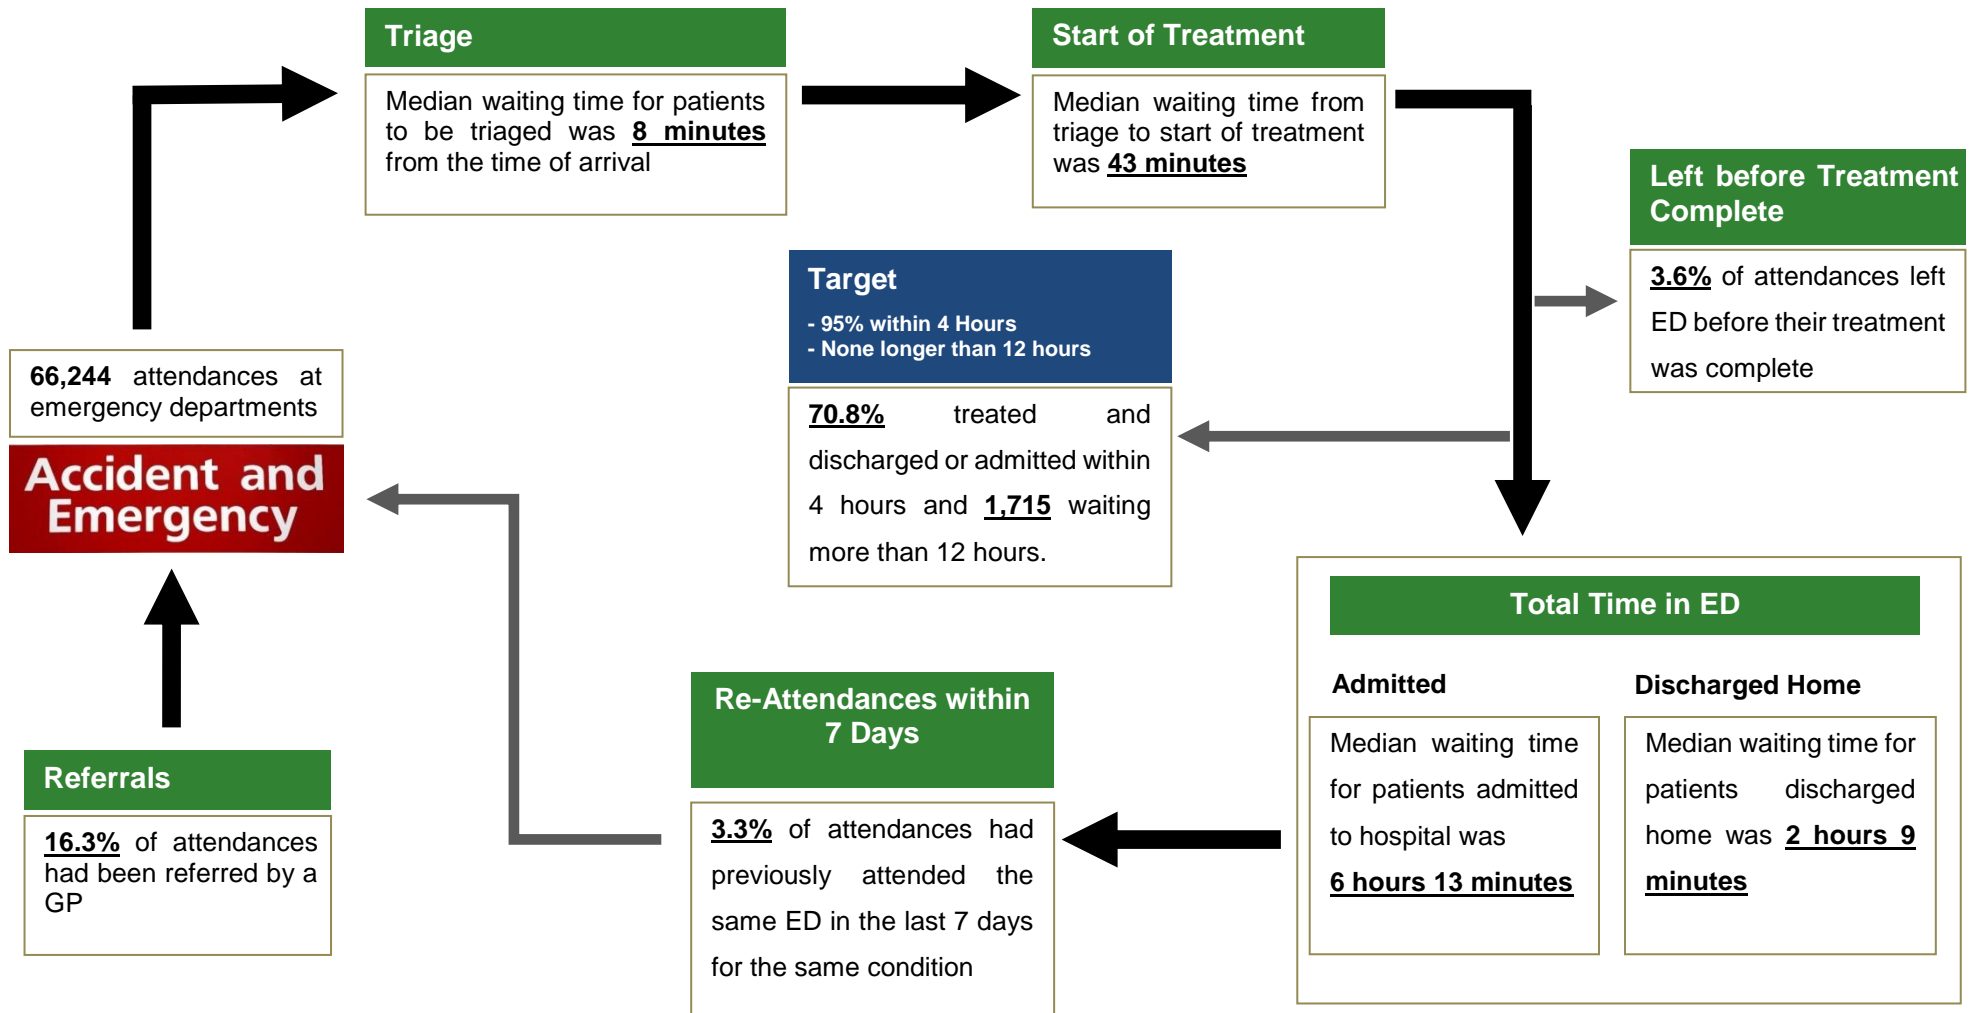 Triage
Median waiting time for patients
to be triaged was 8 minutes
from the time of arrival
Start of Treatment
Median waiting time from
triage to start of treatment
was 43 minutes
Left before Treatment
Complete
3.6% of attendances left
ED before their treatment
was complete
Target
- 95% within 4 Hours
- None longer than 12 hours
70.8% treated and
discharged or admitted within
4 hours and 1,715 waiting
more than 12 hours.
66,244 attendances at
emergency departments
Accident and
Emergency
Referrals
16.3% of attendances
had been referred by a
GP
Re-Attendances within
7 Days
3.3% of attendances had
previously attended the
same ED in the last 7 days
for the same condition
Total Time in ED
Admitted
Median waiting time
for patients admitted
to hospital was
6 hours 13 minutes
Discharged Home
Median waiting time for
patients discharged
home was 2 hours 9
minutes